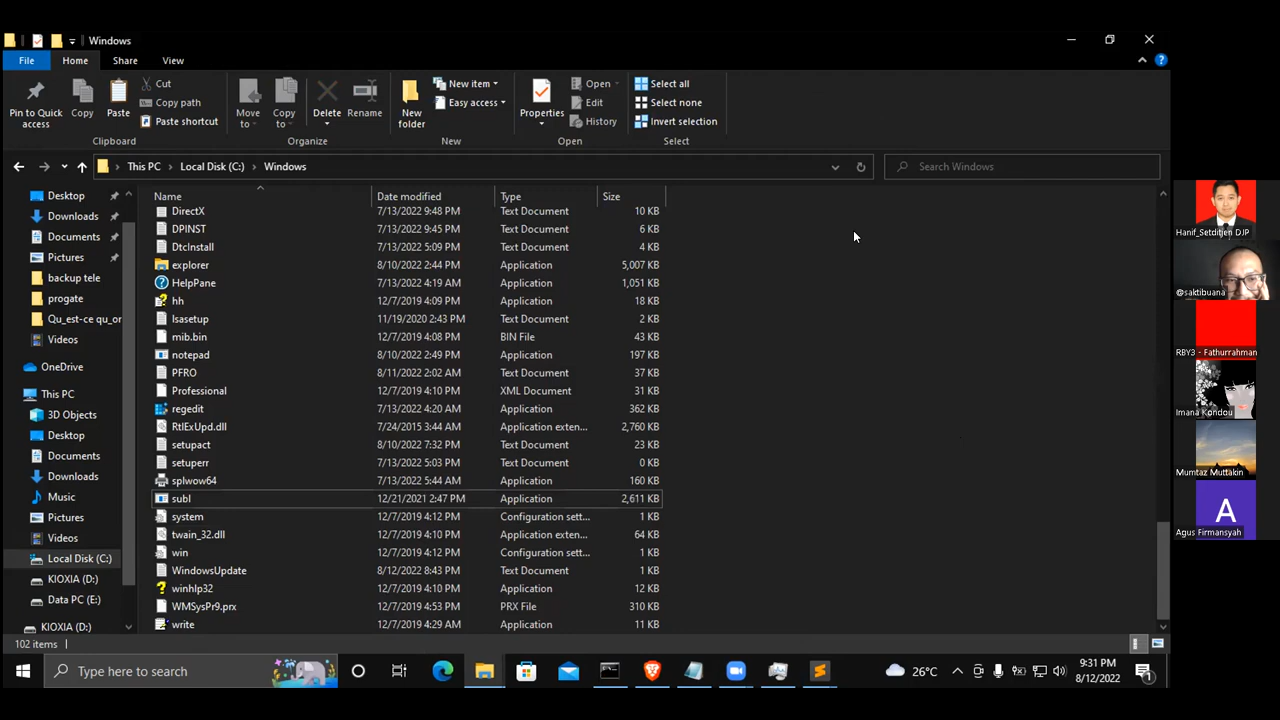 Windows
File Home Share View
Pin to Quick access
Copy
Paste
Cut
Copy path
Paste shortcut
Clipboard
Move to
Copy to
Delete
Rename
Organize
New folder
New item
Easy access
New
Properties
Open
Edit
History
Open
Select all
Select none
Invert selection
Select
This PC Local Disk (C:) Windows
Search Windows
Desktop
Downloads
Documents
Pictures
backup tele
progate
Qu_est-ce qu_or
Videos
OneDrive
This PC
3D Objects
Desktop
Documents
Downloads
Music
Pictures
Videos
Local Disk (C:)
KIOXIA (D:)
Data PC (E:)
KIOXIA (D:)
Name Date modified Type Size
DirectX 7/13/2022 9:48 PM Text Document 10 KB
DPINST 7/13/2022 9:45 PM Text Document 6 KB
DtcInstall 7/13/2022 5:09 PM Text Document 4 KB
explorer 8/10/2022 2:44 PM Application 5,007 KB
HelpPane 7/13/2022 4:19 AM Application 1,051 KB
hh 12/7/2019 4:09 PM Application 18 KB
lsasetup 11/19/2020 2:43 PM Text Document 2 KB
mib.bin 12/7/2019 4:08 PM BIN File 43 KB
notepad 8/10/2022 2:49 PM Application 197 KB
PFRO 8/11/2022 2:02 AM Text Document 37 KB
Professional 12/7/2019 4:10 PM XML Document 31 KB
regedit 7/13/2022 4:20 AM Application 362 KB
RtlExUpd.dll 7/24/2015 3:44 AM Application exten... 2,760 KB
setupact 8/10/2022 7:32 PM Text Document 23 KB
setuperr 7/13/2022 5:03 PM Text Document 0 KB
splwow64 7/13/2022 5:44 AM Application 160 KB
subl 12/21/2021 2:47 PM Application 2,611 KB
system 12/7/2019 4:12 PM Configuration sett... 1 KB
twain_32.dll 12/7/2019 4:10 PM Application exten... 64 KB
win 12/7/2019 4:12 PM Configuration sett... 1 KB
WindowsUpdate 8/12/2022 8:43 PM Text Document 1 KB
winhlp32 12/7/2019 4:10 PM Application 12 KB
WMSysPr9.prx 12/7/2019 4:53 PM PRX File 310 KB
write 12/7/2019 4:29 AM Application 11 KB
102 items
Type here to search
26°C
9:31 PM
8/12/2022
1
Hanif_Setditjen DJP
@saktibuana
RBY3 - Fathurrahman
Imana Kondou
Mumtaz Muttakin
A
Agus Firmansyah